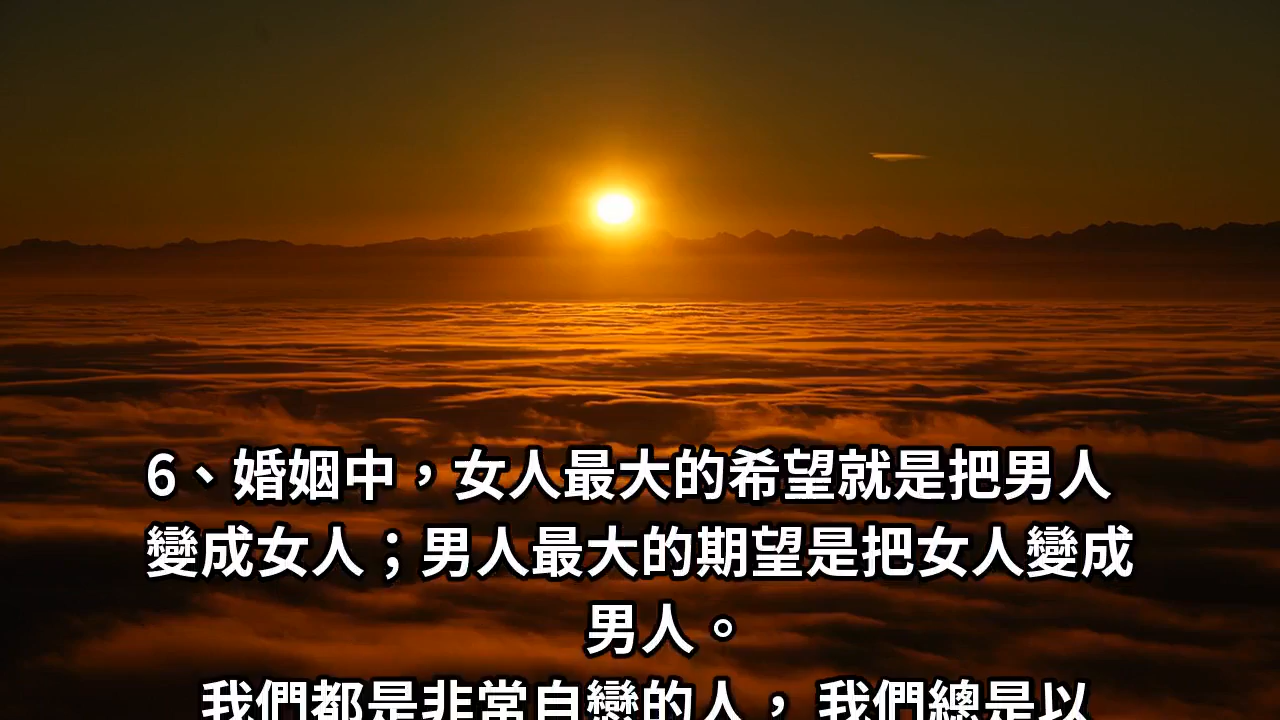 6、婚姻中，女人最大的希望就是把男人
變成女人；男人最大的期望是把女人變成
男人。
我們都是非常自戀的人， 我們總是以